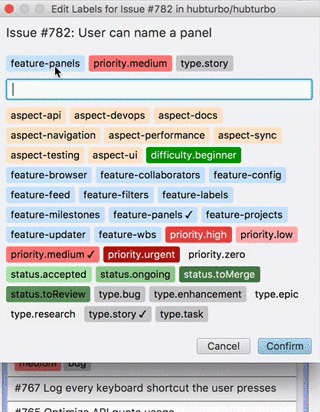 Edit Labels for Issue #782 in hubturbo/hubturbo
Issue #782: User can name a panel
feature-panels priority.medium type.story
aspect-api aspect-devops aspect-docs
aspect-navigation aspect-performance aspect-sync
aspect-testing aspect-ui difficulty.beginner
feature-browser feature-collaborators feature-config
feature-feed feature-filters feature-labels
feature-milestones feature-panels ✓ feature-projects
feature-updater feature-wbs priority.high priority.low
priority.medium ✓ priority.urgent priority.zero
status.accepted status.ongoing status.toMerge
status.toReview type.bug type.enhancement type.epic
type.research type.story ✓ type.task
Cancel Confirm
medium bug
#767 Log every keyboard shortcut the user presses
#765 Optimize API quota usage